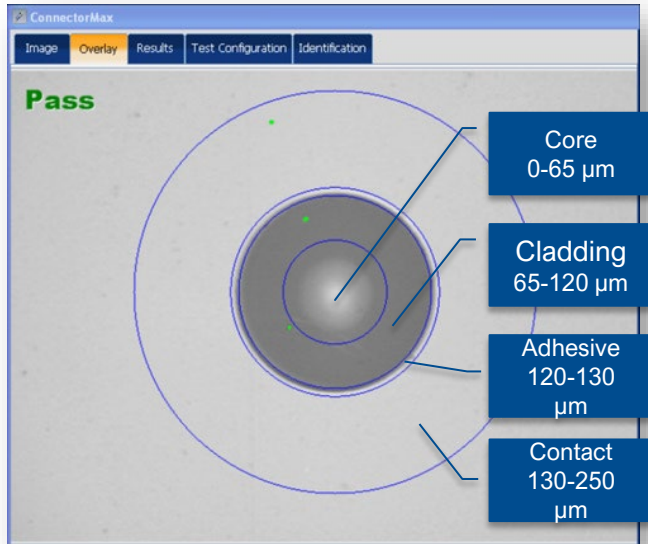 ConnectorMax
Image Overlay Results Test Configuration Identification
Pass
Core
0-65 µm
Cladding
65-120 µm
Adhesive
120-130
µm
Contact
130-250
µm